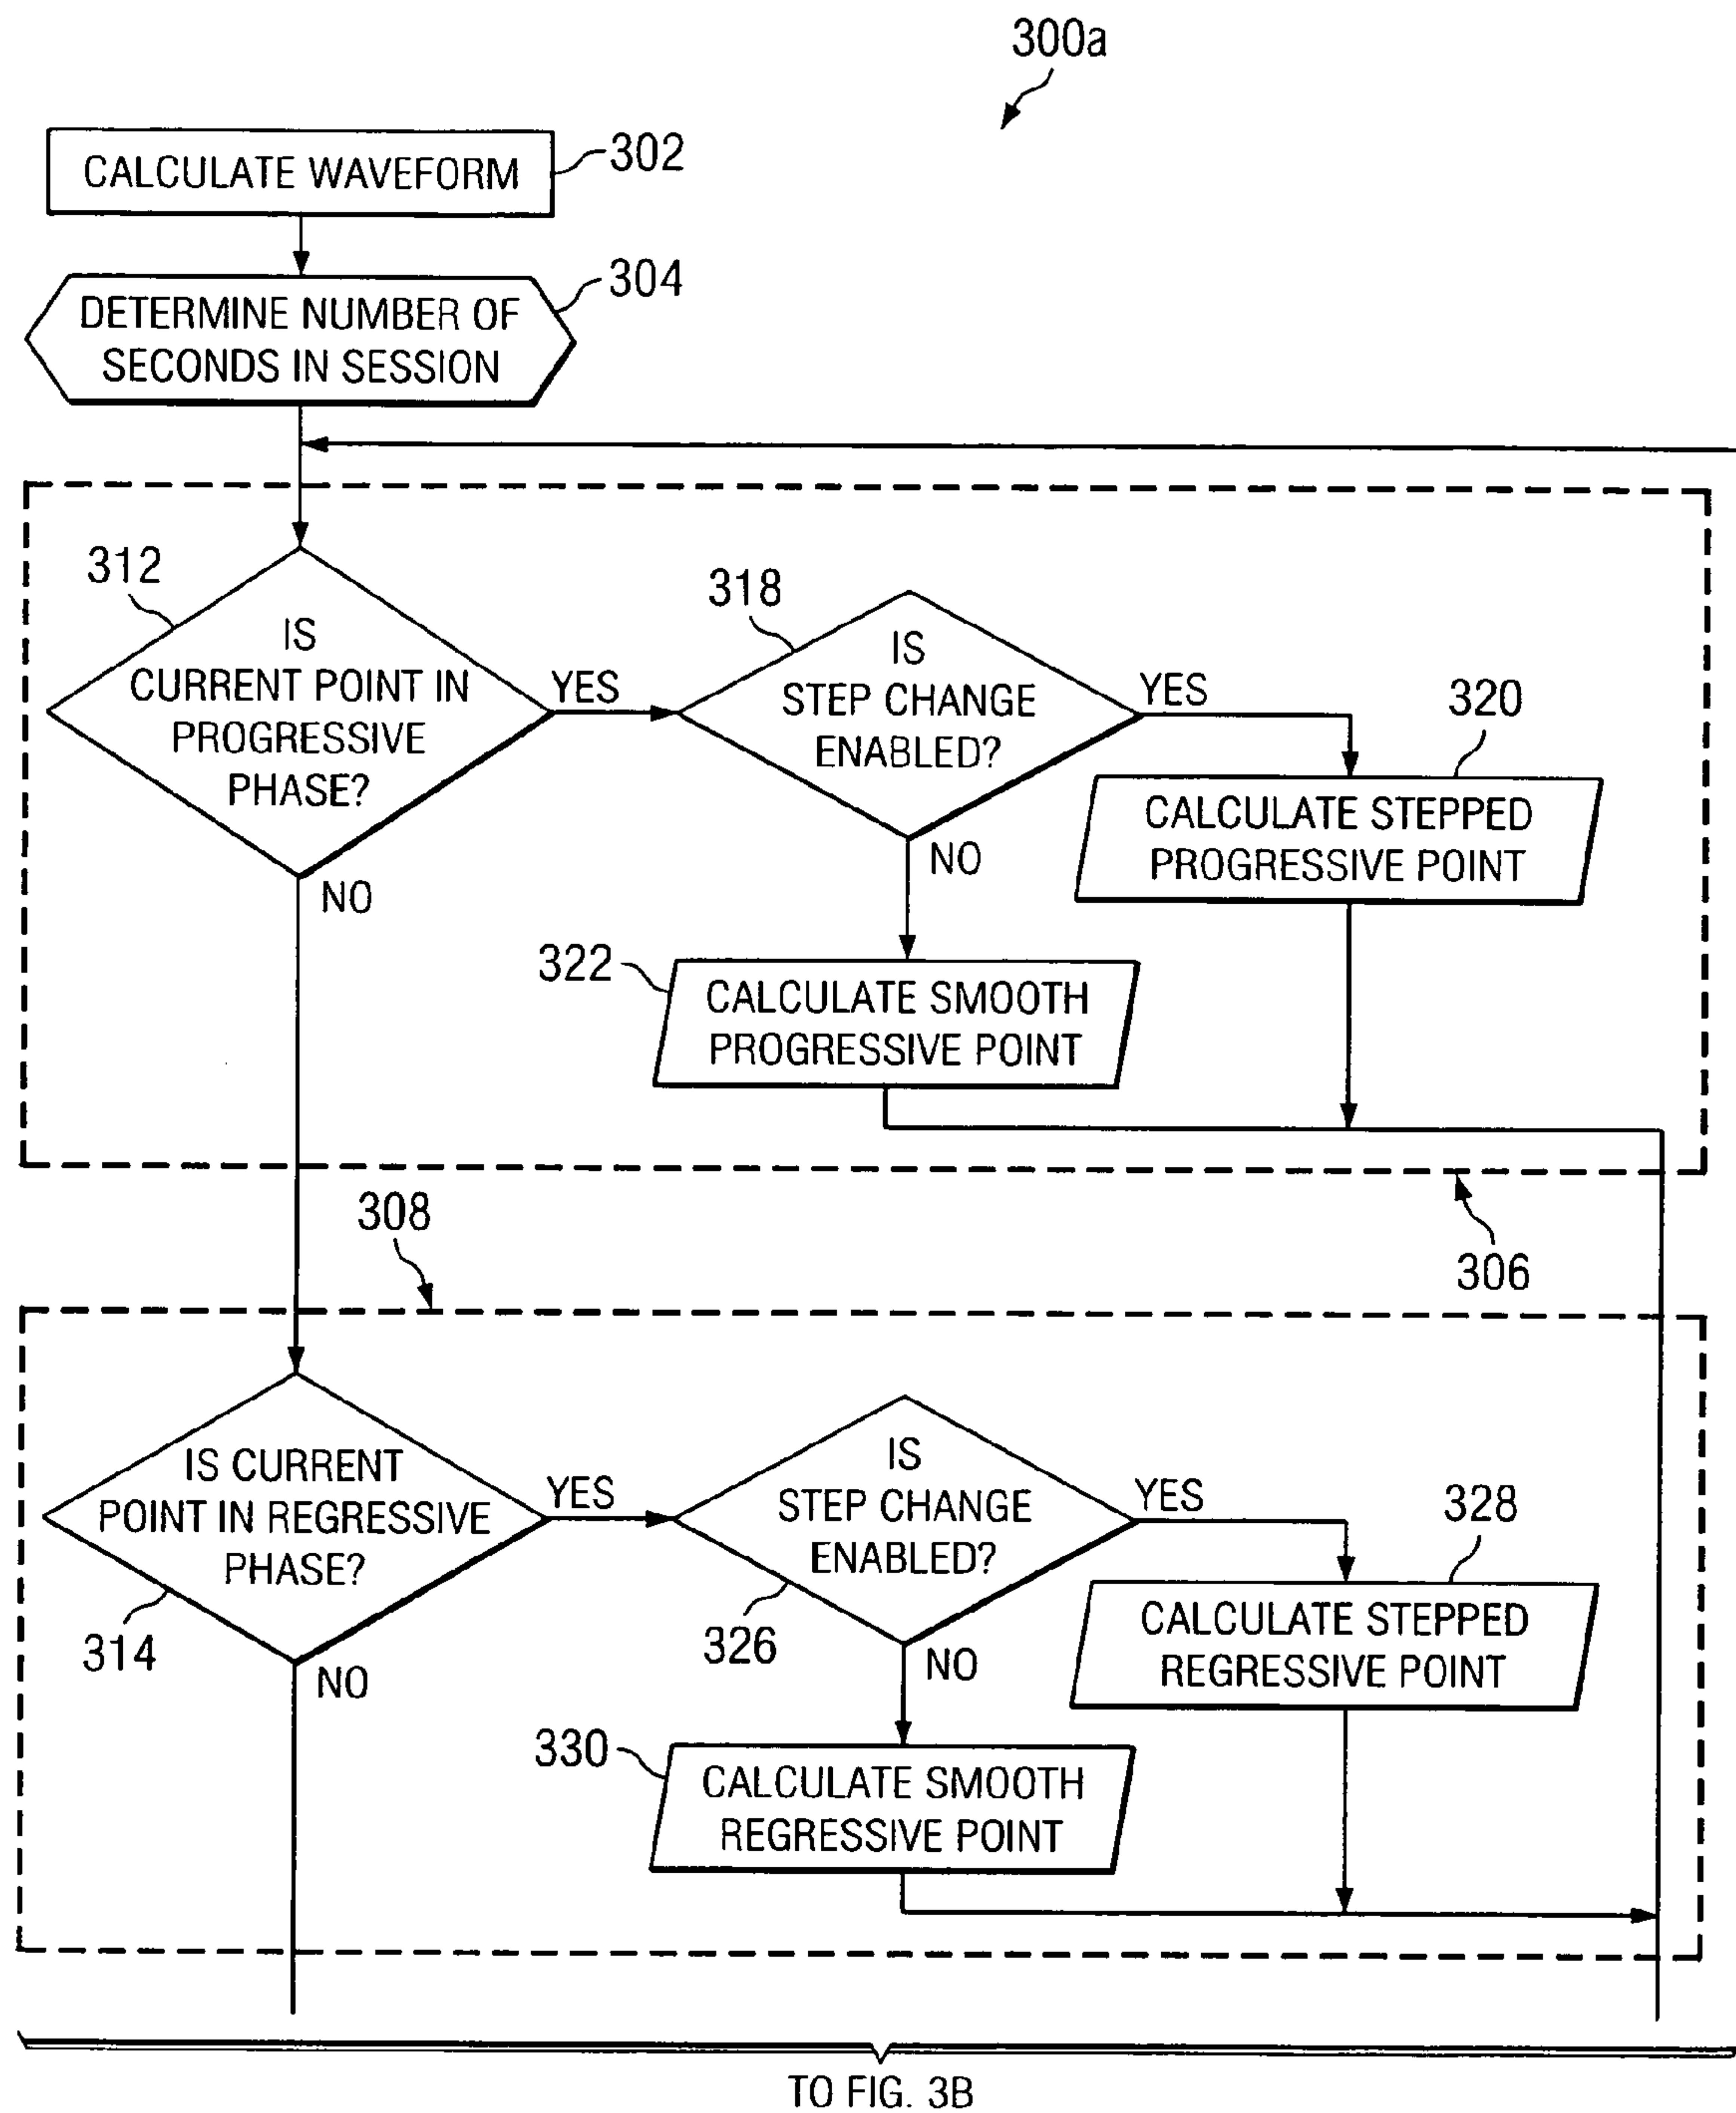 300a
CALCULATE WAVEFORM
302
DETERMINE NUMBER OF
SECONDS IN SESSION
304
312
IS
CURRENT POINT IN
PROGRESSIVE
PHASE?
YES
NO
318
IS
STEP CHANGE
ENABLED?
YES
NO
320
CALCULATE STEPPED
PROGRESSIVE POINT
322
CALCULATE SMOOTH
PROGRESSIVE POINT
306
308
IS CURRENT
POINT IN REGRESSIVE
PHASE?
314
YES
NO
IS
STEP CHANGE
ENABLED?
326
YES
NO
328
CALCULATE STEPPED
REGRESSIVE POINT
330
CALCULATE SMOOTH
REGRESSIVE POINT
TO FIG. 3B